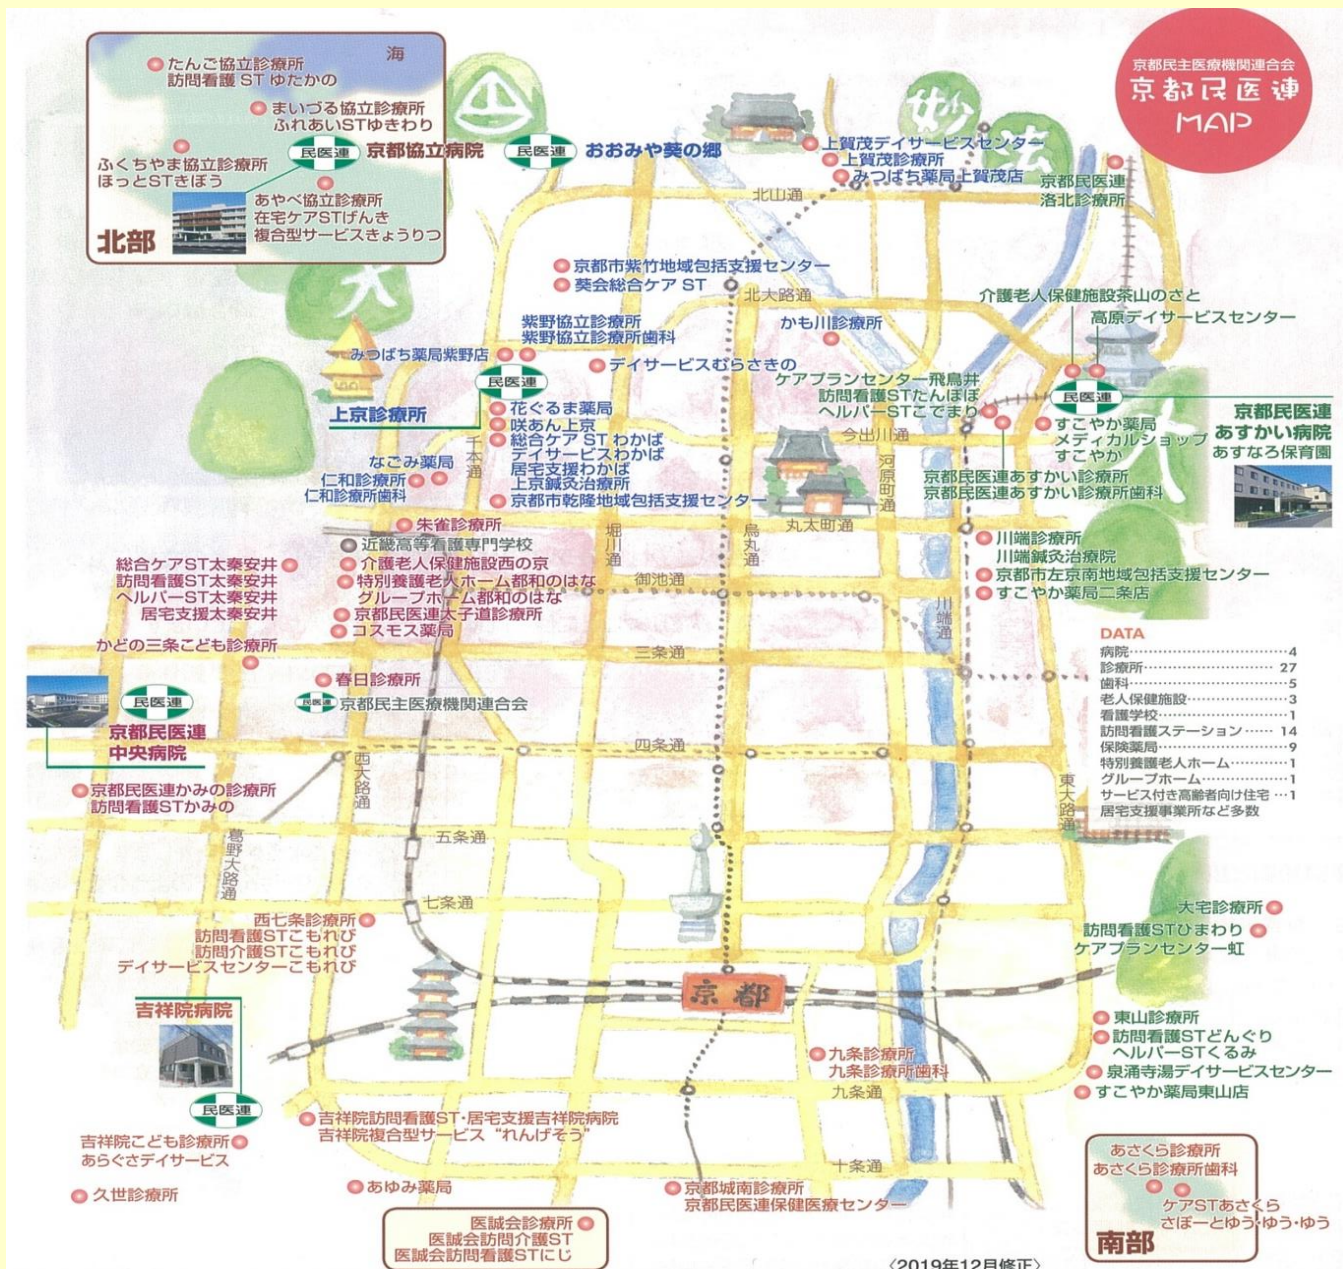 京都民主医療機関連合会
京都民医連
MAP
海
たんご協立診療所
訪問看護 ST ゆたかの
まいづる協立診療所
ふれあいSTゆきわり
民医連 京都協立病院
ふくちやま協立診療所
ほっとSTきぼう
あやべ協立診療所
在宅ケアSTげんき
複合型サービスきょうりつ
北部
民医連 おおみや葵の郷
妙
法
上賀茂デイサービスセンター
上賀茂診療所
みつばち薬局上賀茂店
京都民医連
洛北診療所
北山通
大
京都市紫竹地域包括支援センター
葵会総合ケア ST
北大路通
介護老人保健施設茶山のさと
高原デイサービスセンター
紫野協立診療所
紫野協立診療所歯科
かも川診療所
みつばち薬局紫野店
デイサービスむらさきの
民医連
上京診療所
ケアプランセンター飛鳥井
訪問看護STたんぽぽ
ヘルパーSTこでまり
民医連
京都民医連
あすかい病院
あすなろ保育園
すこやか薬局
メディカルショップ
すこやか
大
花ぐるま薬局
咲あん上京
総合ケア STわかば
デイサービスわかば
居宅支援わかば
上京鍼灸治療所
京都市乾隆地域包括支援センター
千本通
今出川通
河原町通
なごみ薬局
仁和診療所
仁和診療所歯科
京都民医連あすかい診療所
京都民医連あすかい診療所歯科
丸太町通
朱雀診療所
近畿高等看護専門学校
介護老人保健施設西の京
特別養護老人ホーム都和のはな
グループホーム都和のはな
京都民医連太子道診療所
コスモス薬局
総合ケアST太秦安井
訪問看護ST太秦安井
ヘルパーST太秦安井
居宅支援太秦安井
堀川通
烏丸通
御池通
川端通
川端診療所
川端鍼灸治療院
京都市左京南地域包括支援センター
すこやか薬局二条店
かどの三条こども診療所
三条通
春日診療所
民医連 京都民主医療機関連合会
民医連
京都民医連
中央病院
DATA
病院 4
診療所 27
歯科 5
老人保健施設 3
看護学校 1
訪問看護ステーション 14
保険薬局 9
特別養護老人ホーム 1
グループホーム 1
サービス付き高齢者向け住宅 1
居宅支援事業所など多数
四条通
西大路通
東大路通
京都民医連かみの診療所
訪問看護STかみの
葛野大路通
五条通
七条通
西七条診療所
訪問看護STこもれび
訪問介護STこもれび
デイサービスセンターこもれび
大宅診療所
訪問看護STひまわり
ケアプランセンター虹
京都
吉祥院病院
民医連
東山診療所
訪問看護STどんぐり
ヘルパーSTくるみ
泉涌寺湯デイサービスセンター
すこやか薬局東山店
九条診療所
九条診療所歯科
九条通
吉祥院訪問看護ST・居宅支援吉祥院病院
吉祥院複合型サービス “れんげそう”
吉祥院こども診療所
あらぐさデイサービス
十条通
久世診療所
あゆみ薬局
京都城南診療所
京都民医連保健医療センター
医誠会診療所
医誠会訪問介護ST
医誠会訪問看護STにじ
あさくら診療所
あさくら診療所歯科
ケアSTあさくら
さぽーとゆう・ゆう・ゆう
南部
〈2019年12月修正〉